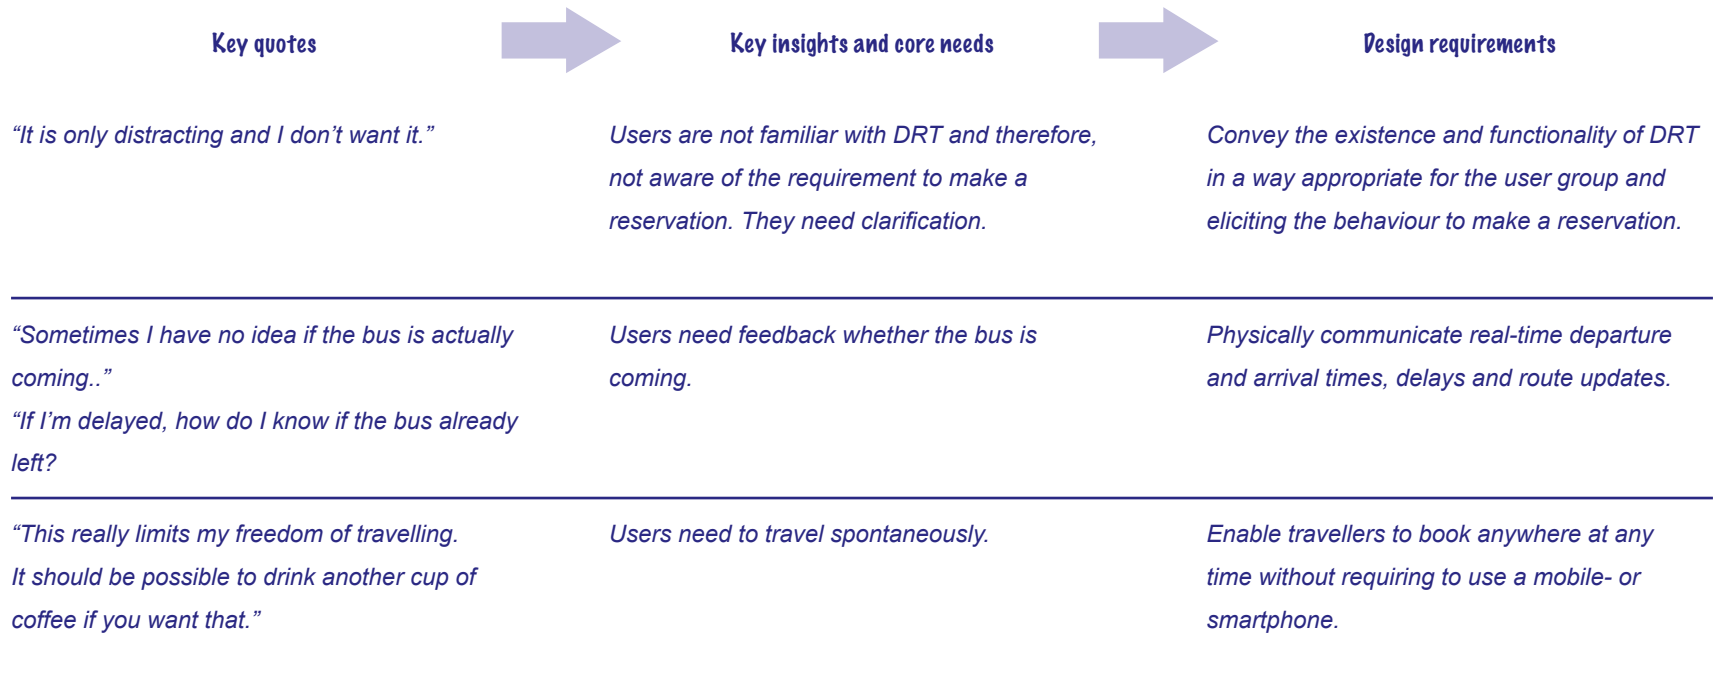 Key quotes
Key insights and core needs
Design requirements
“It is only distracting and I don’t want it.”
Users are not familiar with DRT and therefore,
not aware of the requirement to make a
reservation. They need clarification.
Convey the existence and functionality of DRT
in a way appropriate for the user group and
eliciting the behaviour to make a reservation.
“Sometimes I have no idea if the bus is actually
coming..”
“If I’m delayed, how do I know if the bus already
left?
Users need feedback whether the bus is
coming.
Physically communicate real-time departure
and arrival times, delays and route updates.
“This really limits my freedom of travelling.
It should be possible to drink another cup of
coffee if you want that.”
Users need to travel spontaneously.
Enable travellers to book anywhere at any
time without requiring to use a mobile- or
smartphone.